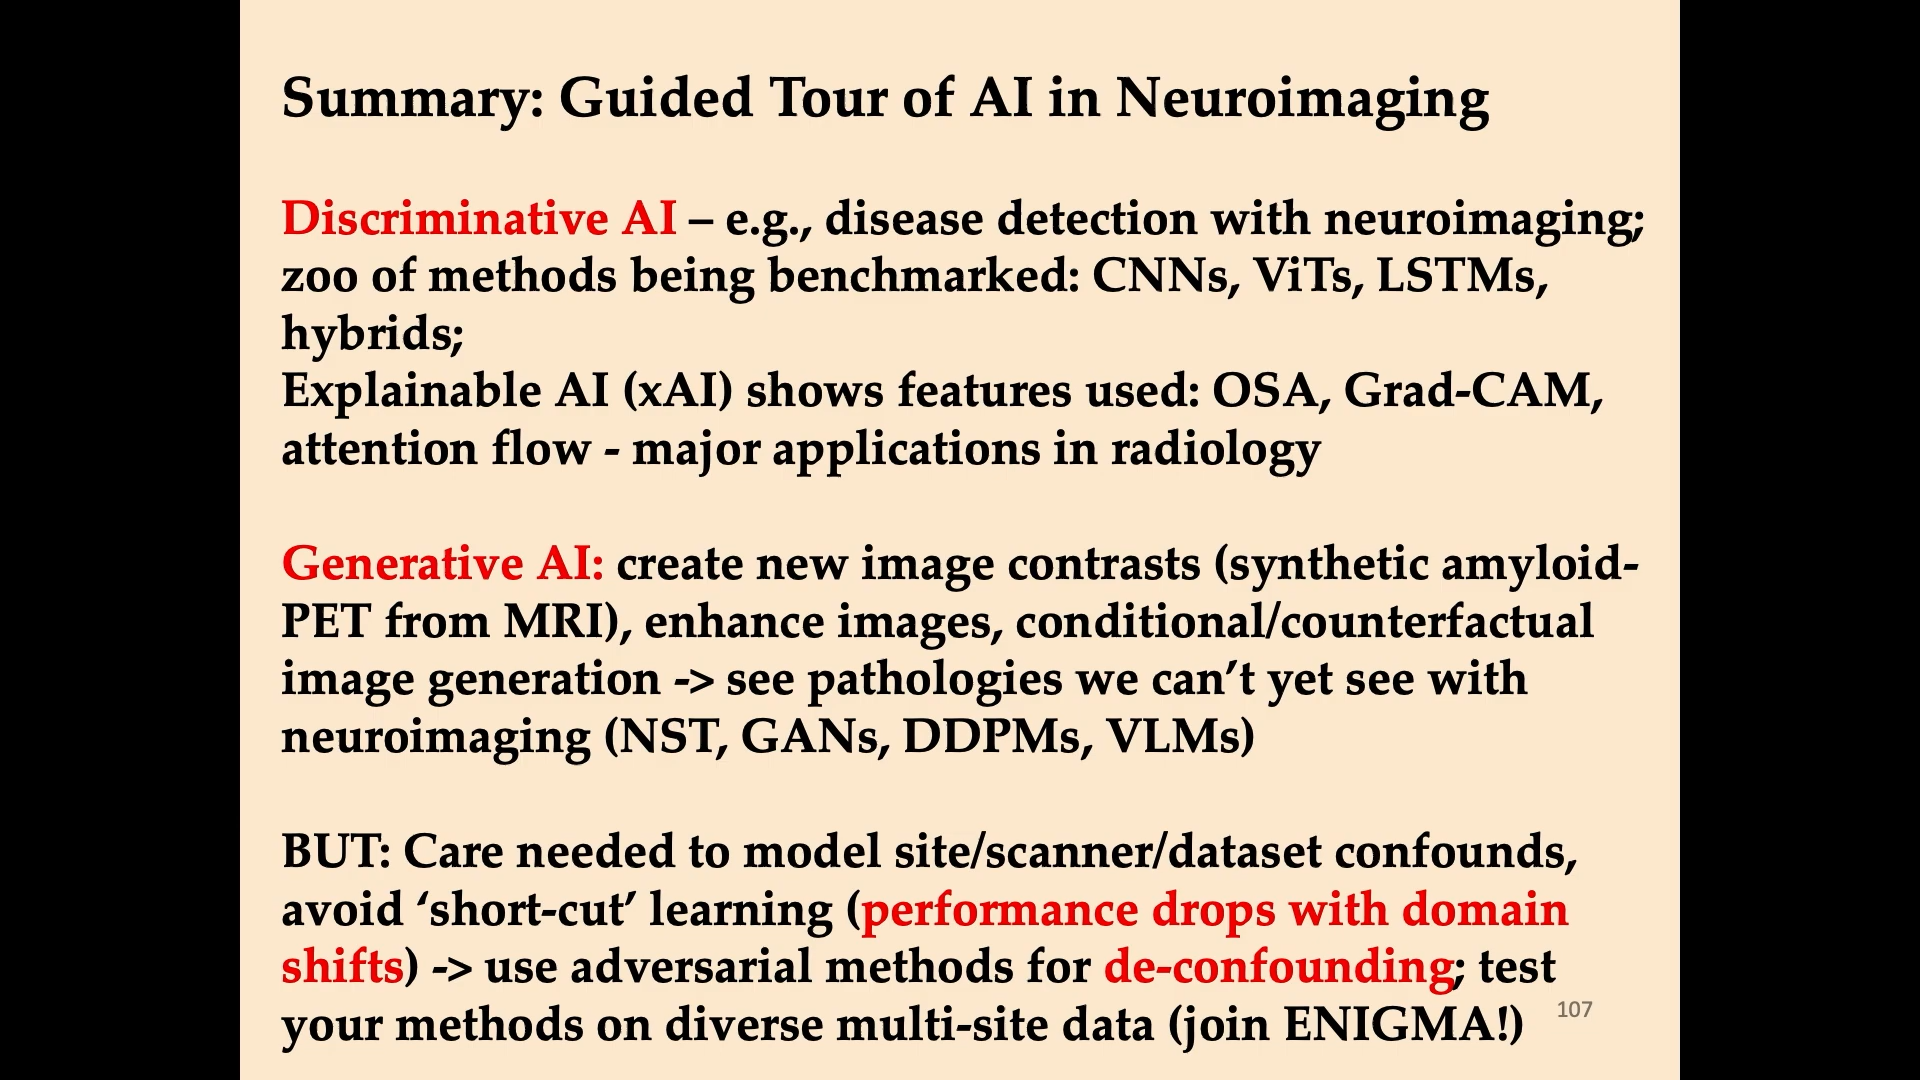 Summary: Guided Tour of AI in Neuroimaging
Discriminative AI – e.g., disease detection with neuroimaging;
zoo of methods being benchmarked: CNNs, ViTs, LSTMs,
hybrids;
Explainable AI (xAI) shows features used: OSA, Grad-CAM,
attention flow - major applications in radiology
Generative AI: create new image contrasts (synthetic amyloid-
PET from MRI), enhance images, conditional/counterfactual
image generation -> see pathologies we can’t yet see with
neuroimaging (NST, GANs, DDPMs, VLMs)
BUT: Care needed to model site/scanner/dataset confounds,
avoid ‘short-cut’ learning (performance drops with domain
shifts) -> use adversarial methods for de-confounding; test
your methods on diverse multi-site data (join ENIGMA!)
107